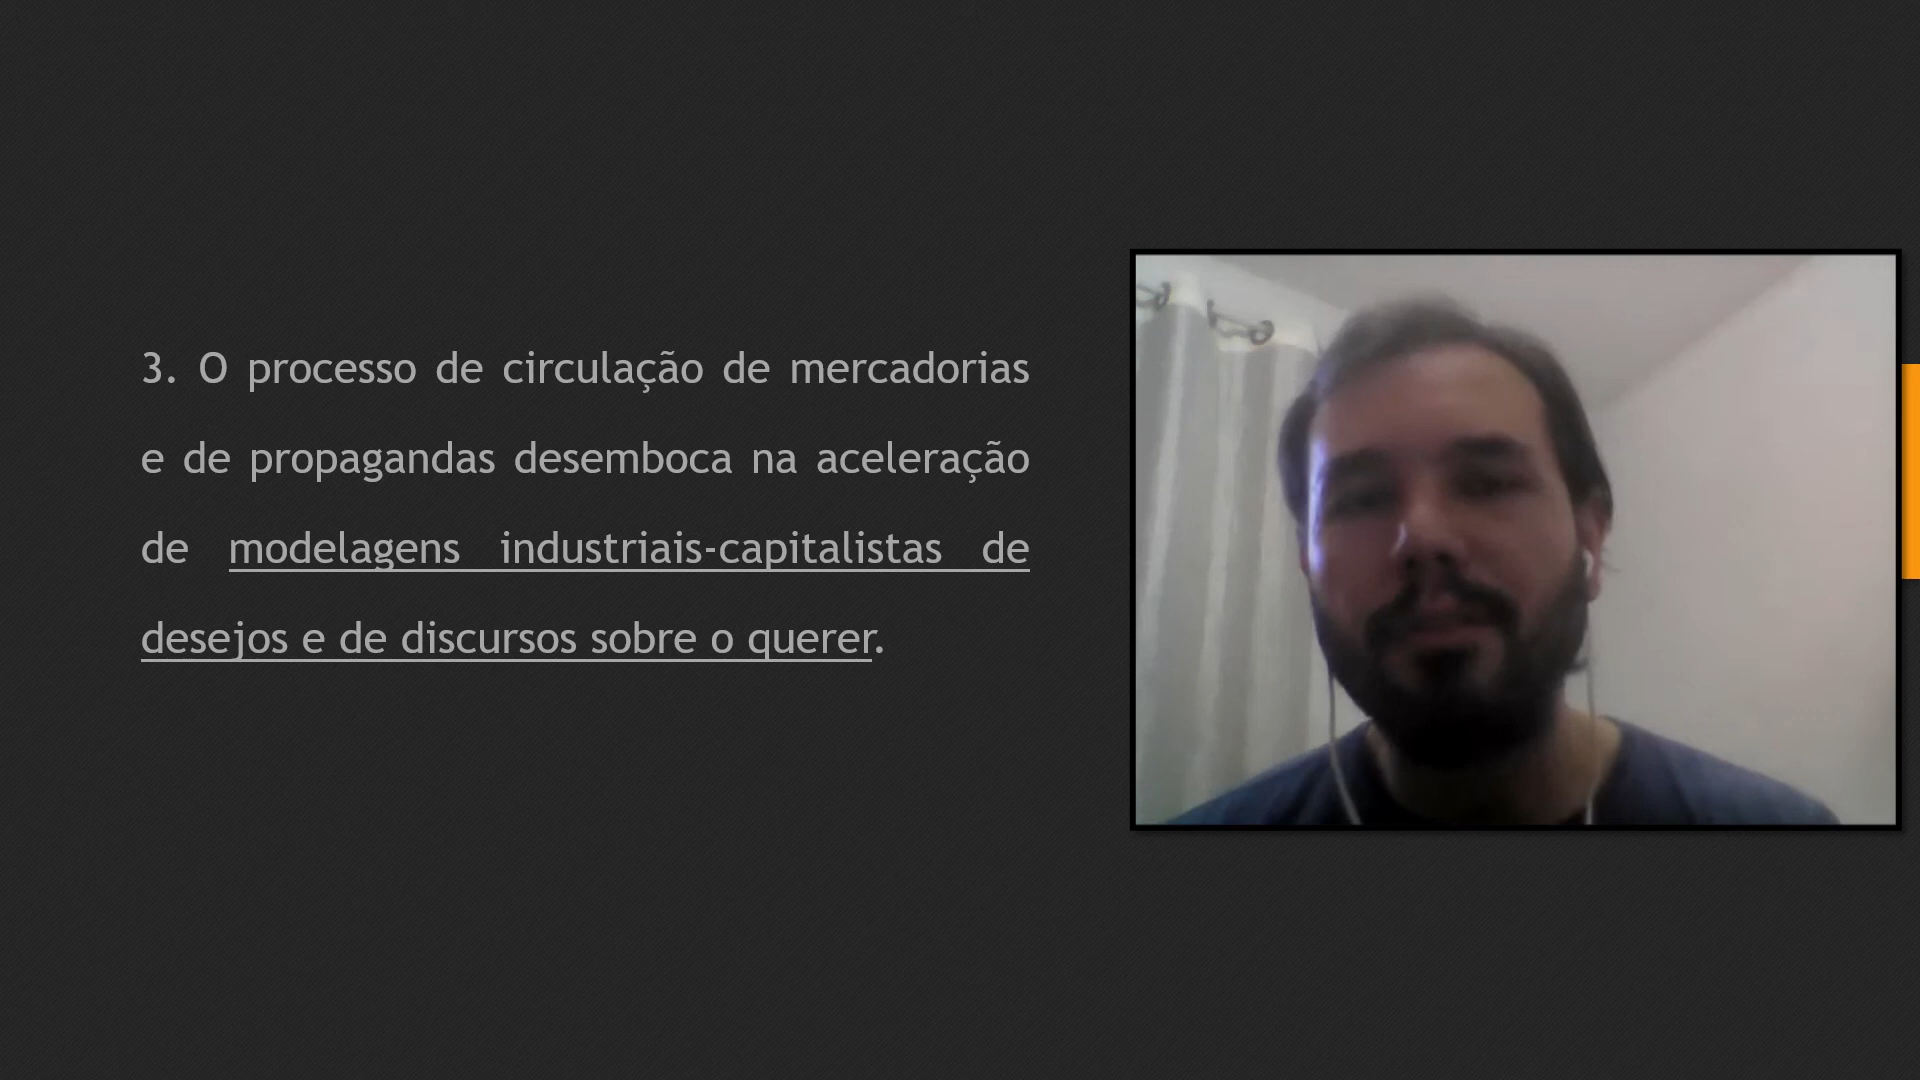 3. O processo de circulação de mercadorias
e de propagandas desemboca na aceleração
de modelagens industriais-capitalistas de
desejos e de discursos sobre o querer.